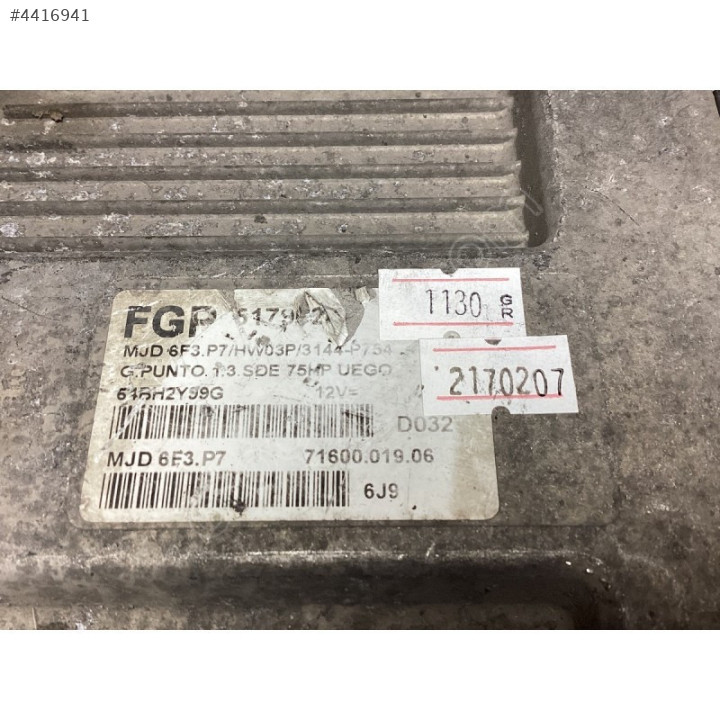 #4416941
1130 GR
FGP
MJD 6F3.P7/HW03P/3144-P754
2170207
G.PUNTO. 1.3. SDE 75HP UEGO
12V=
D032
MJD 6F3.P7 71600.019.06
6J9